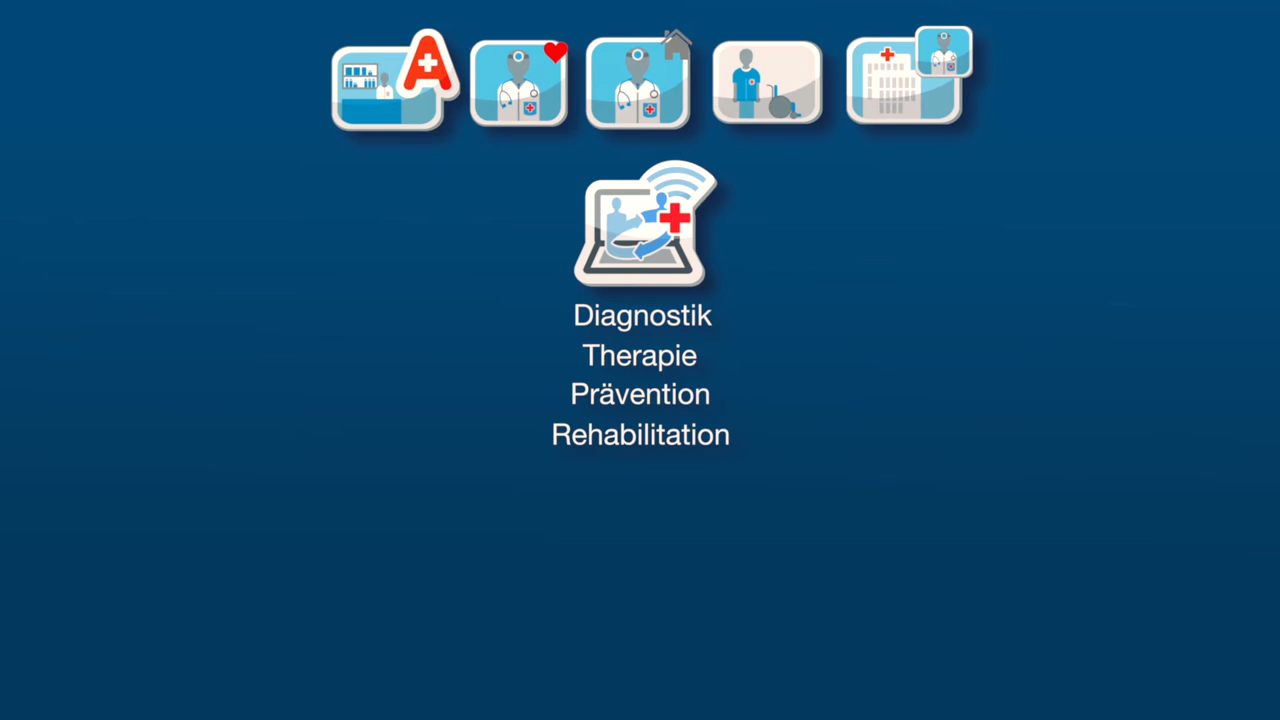 A
Diagnostik
Therapie
Prävention
Rehabilitation